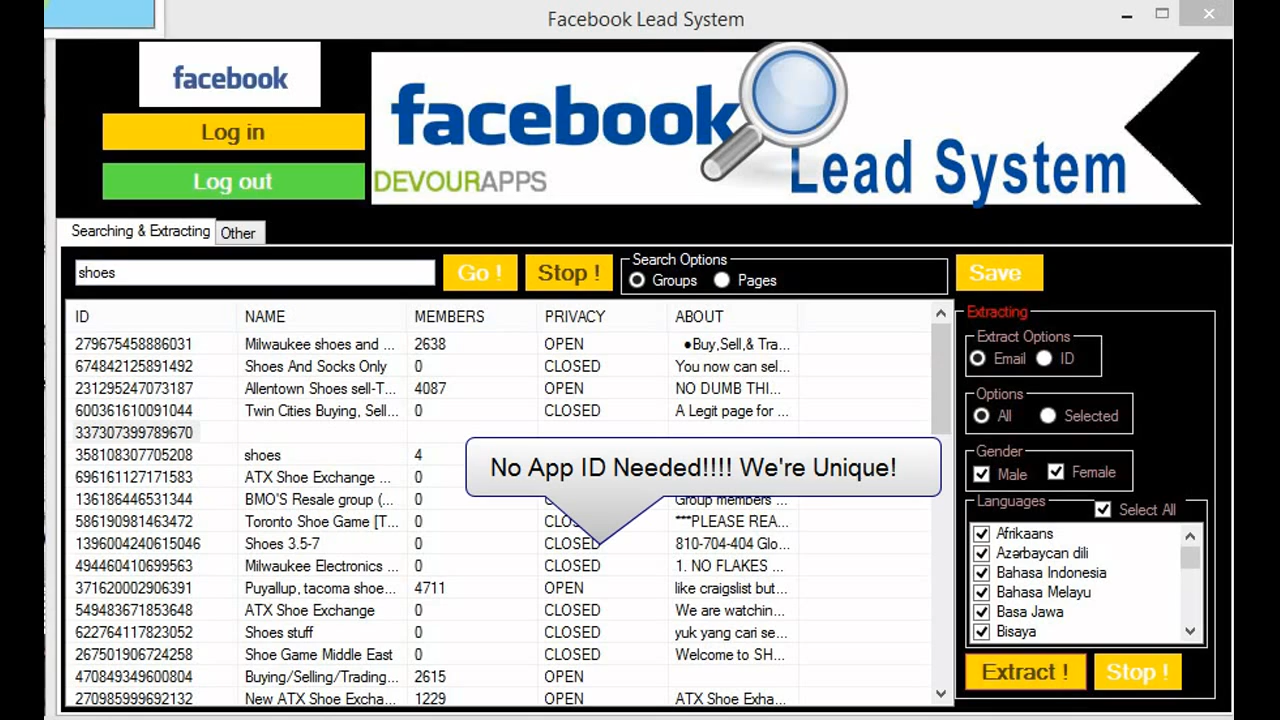 Facebook Lead System
facebook
Log in
Log out
facebook
Lead System
DEVOURAPPS
Searching & Extracting Other
shoes Go ! Stop ! Search Options Groups Pages Save
ID NAME MEMBERS PRIVACY ABOUT
279675458886031 Milwaukee shoes and ... 2638 OPEN ●Buy,Sell,& Tra...
674842125891492 Shoes And Socks Only 0 CLOSED You now can sel...
231295247073187 Allentown Shoes sell-T... 4087 OPEN NO DUMB THI...
600361610091044 Twin Cities Buying, Sell... 0 CLOSED A Legit page for ...
337307399789670
358108307705208 shoes 4
696161127171583 ATX Shoe Exchange ... 0
136186846531344 BMO'S Resale group (... 0 Group members ...
586190981463472 Toronto Shoe Game [T... 0 CLOSED ***PLEASE REA...
1396004240615046 Shoes 3.5-7 0 CLOSED 810-704-404 Glo...
494460410699563 Milwaukee Electronics ... 0 CLOSED 1. NO FLAKES ...
371620002906391 Puyallup, tacoma shoe... 4711 OPEN like craigslist but...
549483671853648 ATX Shoe Exchange 0 CLOSED We are watchin...
622764117823052 Shoes stuff 0 CLOSED yuk yang cari se...
267501906724258 Shoe Game Middle East 0 CLOSED Welcome to SH...
470849349600804 Buying/Selling/Trading... 2615 OPEN
270985999692132 New ATX Shoe Excha... 1229 OPEN ATX Shoe Exha...
No App ID Needed!!!! We're Unique!
Extracting
Extract Options
Email ID
Options
All Selected
Gender
Male Female
Languages Select All
Afrikaans
Azərbaycan dili
Bahasa Indonesia
Bahasa Melayu
Basa Jawa
Bisaya
Extract ! Stop !